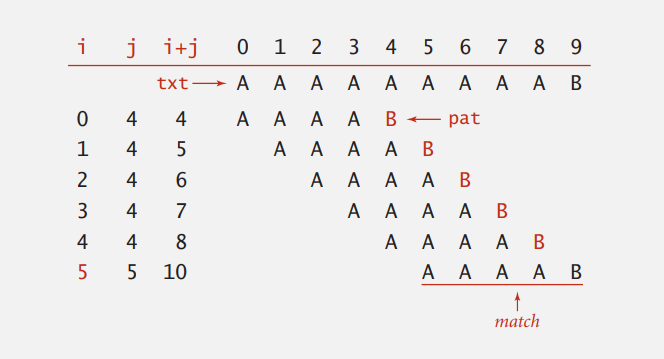 i j i+j 0 1 2 3 4 5 6 7 8 9
txt A A A A A A A A A B
0 4 4 A A A A B pat
1 4 5 A A A A B
2 4 6 A A A A B
3 4 7 A A A A B
4 4 8 A A A A B
5 5 10 A A A A B
match